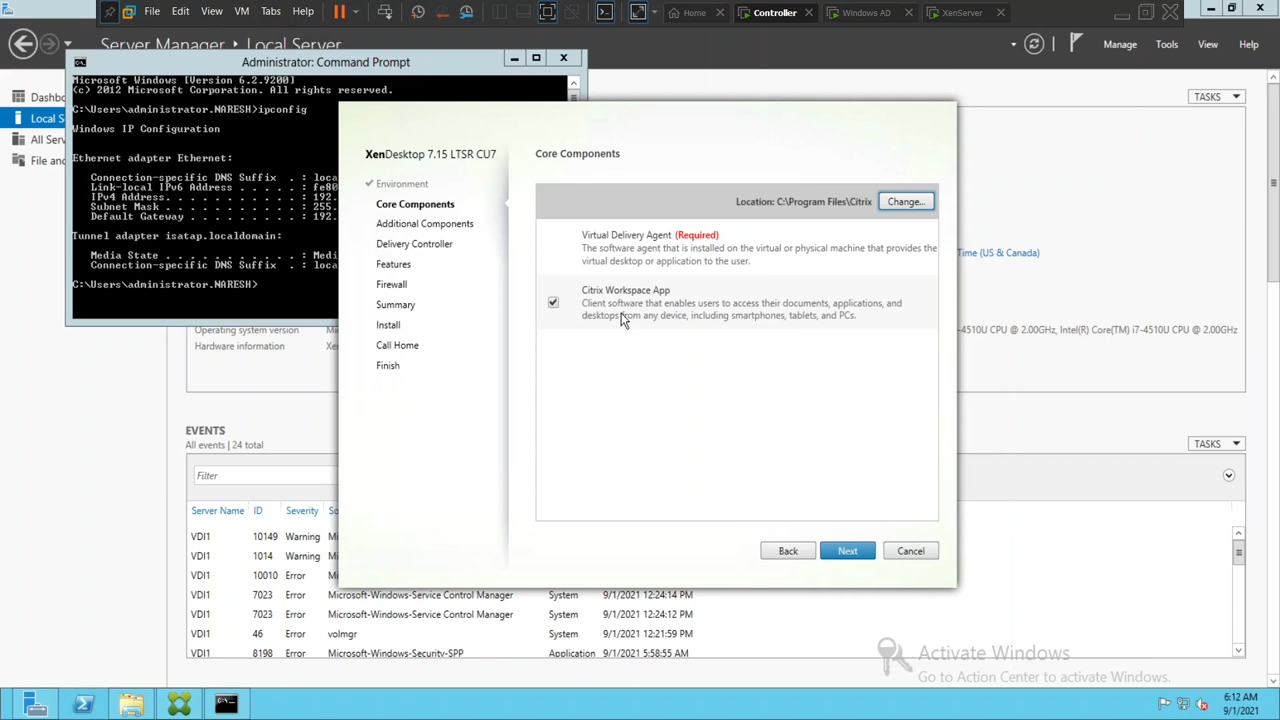 File Edit View VM Tabs Help
Home Controller Windows AD XenServer
Server Manager Local Server
Manage Tools View Help
Administrator: Command Prompt
Microsoft Windows [Version 6.2.9200]
(c) 2012 Microsoft Corporation. All rights reserved.
C:\Users\administrator.NARESH>ipconfig
Windows IP Configuration
Ethernet adapter Ethernet:
Connection-specific DNS Suffix . : loca
Link-local IPv6 Address . . . . . : fe80
IPv4 Address. . . . . . . . . . . : 192.
Subnet Mask . . . . . . . . . . . : 255.
Default Gateway . . . . . . . . . : 192.
Tunnel adapter isatap.localdomain:
Media State . . . . . . . . . . . : Medi
Connection-specific DNS Suffix . : loca
C:\Users\administrator.NARESH>
Dashbo
Local S
All Serv
File and
TASKS
XenDesktop 7.15 LTSR CU7
Environment
Core Components
Additional Components
Delivery Controller
Features
Firewall
Summary
Install
Call Home
Finish
Core Components
Location: C:\Program Files\Citrix
Change...
Virtual Delivery Agent (Required)
The software agent that is installed on the virtual or physical machine that provides the
virtual desktop or application to the user.
Citrix Workspace App
Client software that enables users to access their documents, applications, and
desktops from any device, including smartphones, tablets, and PCs.
Back Next Cancel
Time (US & Canada)
Operating system version Mi
Hardware information Xe
-4510U CPU @ 2.00GHz, Intel(R) Core(TM) i7-4510U CPU @ 2.00GHz
EVENTS
All events | 24 total
TASKS
Filter
Server Name ID Severity So
VDI1 10149 Warning Mi
VDI1 1014 Warning Mi
VDI1 10010 Error Mi
VDI1 7023 Error Microsoft-Windows-Service Control Manager System 9/1/2021 12:24:14 PM
VDI1 7023 Error Microsoft-Windows-Service Control Manager System 9/1/2021 12:24:14 PM
VDI1 46 Error volmgr System 9/1/2021 12:21:59 PM
VDI1 8198 Error Microsoft-Windows-Security-SPP Application 9/1/2021 5:58:55 AM
Activate Windows
Go to Action Center to activate Windows.
6:12 AM
9/1/2021